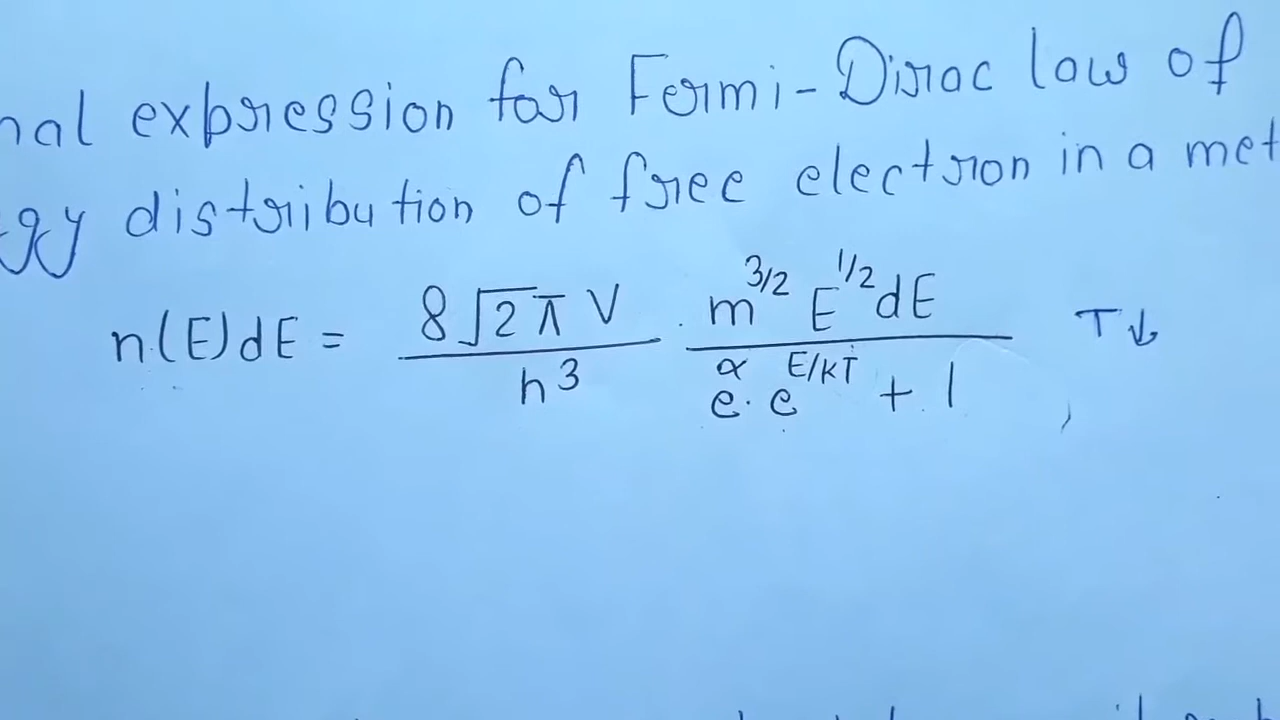 nal expression for Fermi-Dirac law of
gy distribution of free electron in a met
n(E)dE = 8√2π V / h³ . m^3/2 E^1/2 dE / e^α . e^E/kT + 1 T↓